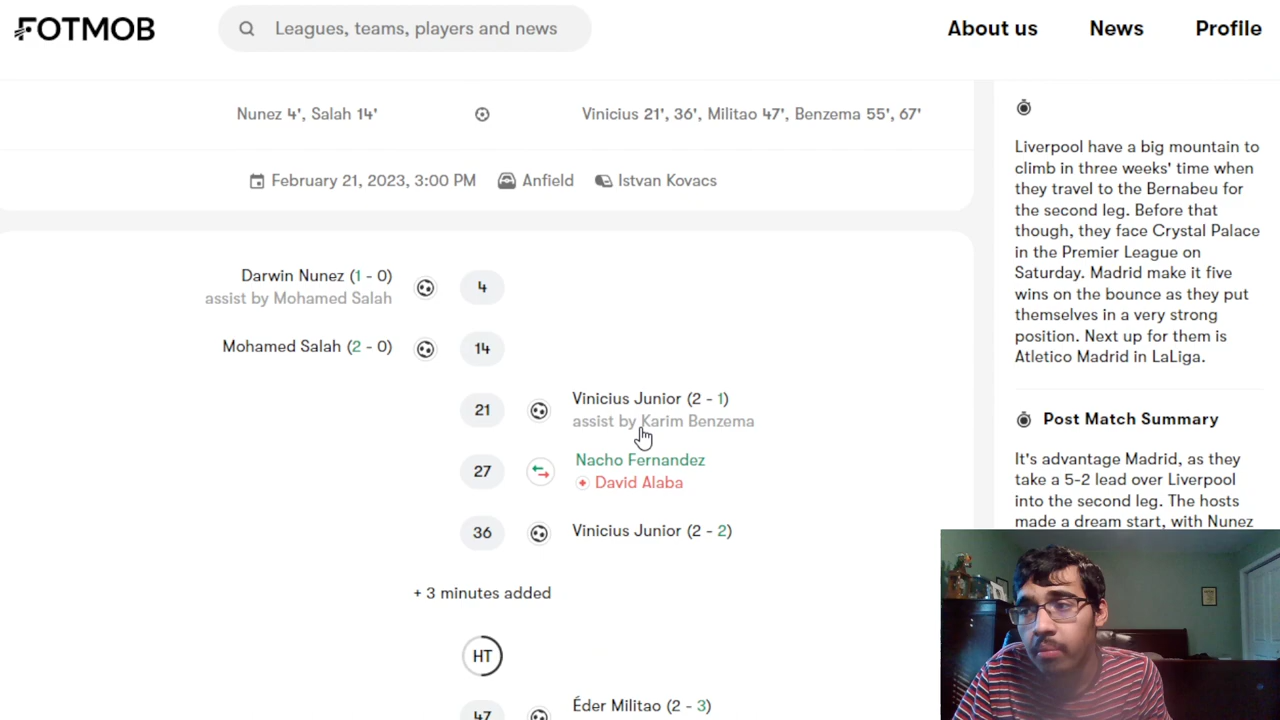 FOTMOB
Leagues, teams, players and news
About us
News
Profile
Nunez 4', Salah 14'
Vinicius 21', 36', Militao 47', Benzema 55', 67'
February 21, 2023, 3:00 PM
Anfield
Istvan Kovacs
Darwin Nunez (1 - 0)
assist by Mohamed Salah
4
Mohamed Salah (2 - 0)
14
21
Vinicius Junior (2 - 1)
assist by Karim Benzema
27
Nacho Fernandez
David Alaba
36
Vinicius Junior (2 - 2)
+ 3 minutes added
HT
47
Éder Militao (2 - 3)
Liverpool have a big mountain to
climb in three weeks' time when
they travel to the Bernabeu for
the second leg. Before that
though, they face Crystal Palace
in the Premier League on
Saturday. Madrid make it five
wins on the bounce as they put
themselves in a very strong
position. Next up for them is
Atletico Madrid in LaLiga.
Post Match Summary
It's advantage Madrid, as they
take a 5-2 lead over Liverpool
into the second leg. The hosts
made a dream start, with Nunez